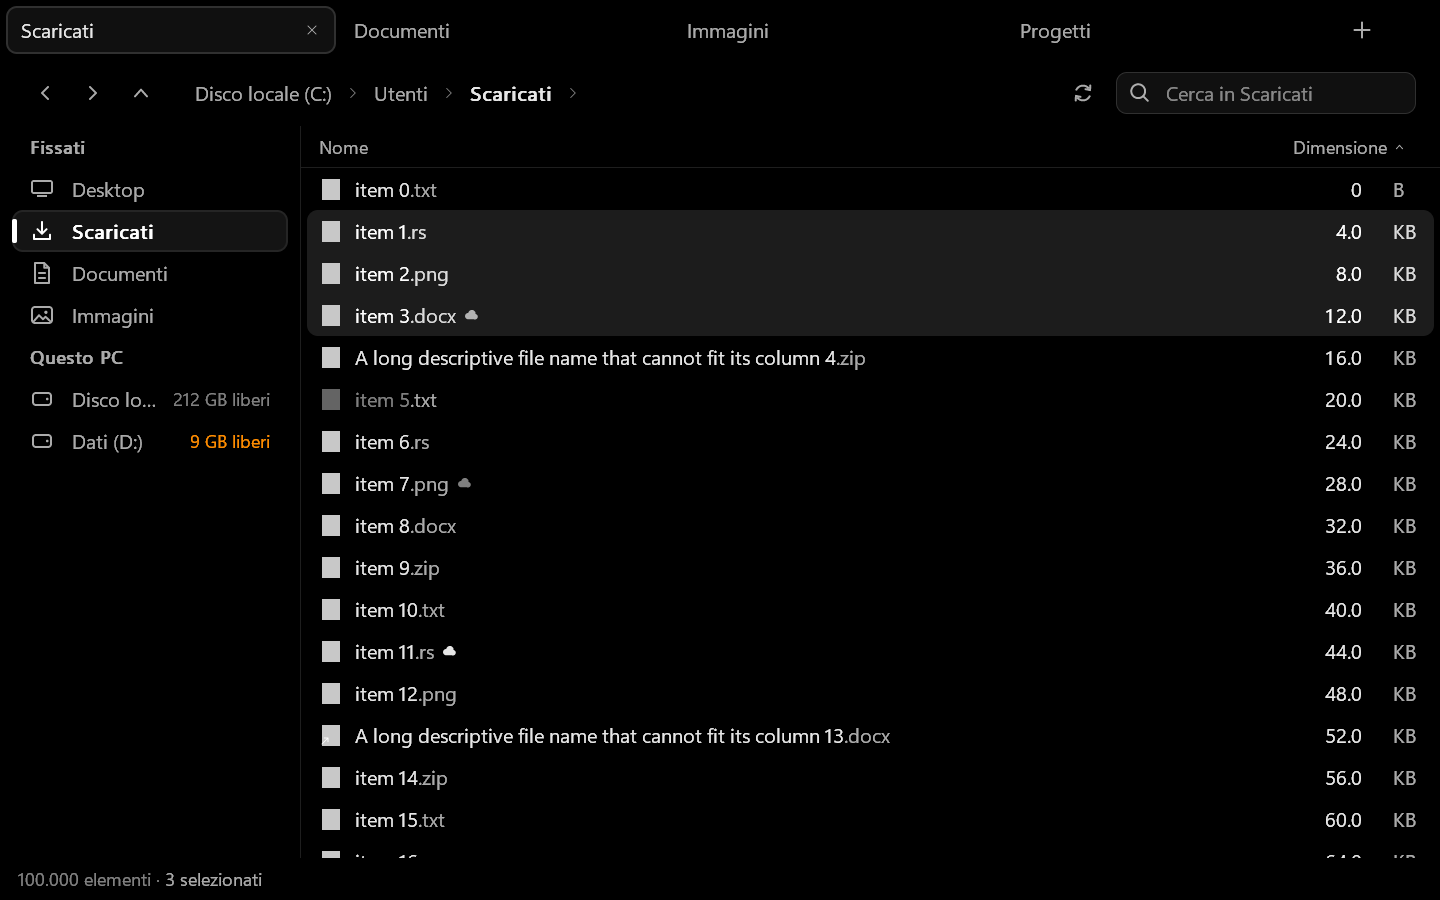 Scaricati
Documenti
Immagini
Progetti
Disco locale (C:)
Utenti
Scaricati
Cerca in Scaricati
Fissati
Desktop
Scaricati
Documenti
Immagini
Questo PC
Disco lo... 212 GB liberi
Dati (D:) 9 GB liberi
Nome Dimensione
item 0.txt 0 B
item 1.rs 4.0 KB
item 2.png 8.0 KB
item 3.docx 12.0 KB
A long descriptive file name that cannot fit its column 4.zip 16.0 KB
item 5.txt 20.0 KB
item 6.rs 24.0 KB
item 7.png 28.0 KB
item 8.docx 32.0 KB
item 9.zip 36.0 KB
item 10.txt 40.0 KB
item 11.rs 44.0 KB
item 12.png 48.0 KB
A long descriptive file name that cannot fit its column 13.docx 52.0 KB
item 14.zip 56.0 KB
item 15.txt 60.0 KB
100.000 elementi · 3 selezionati